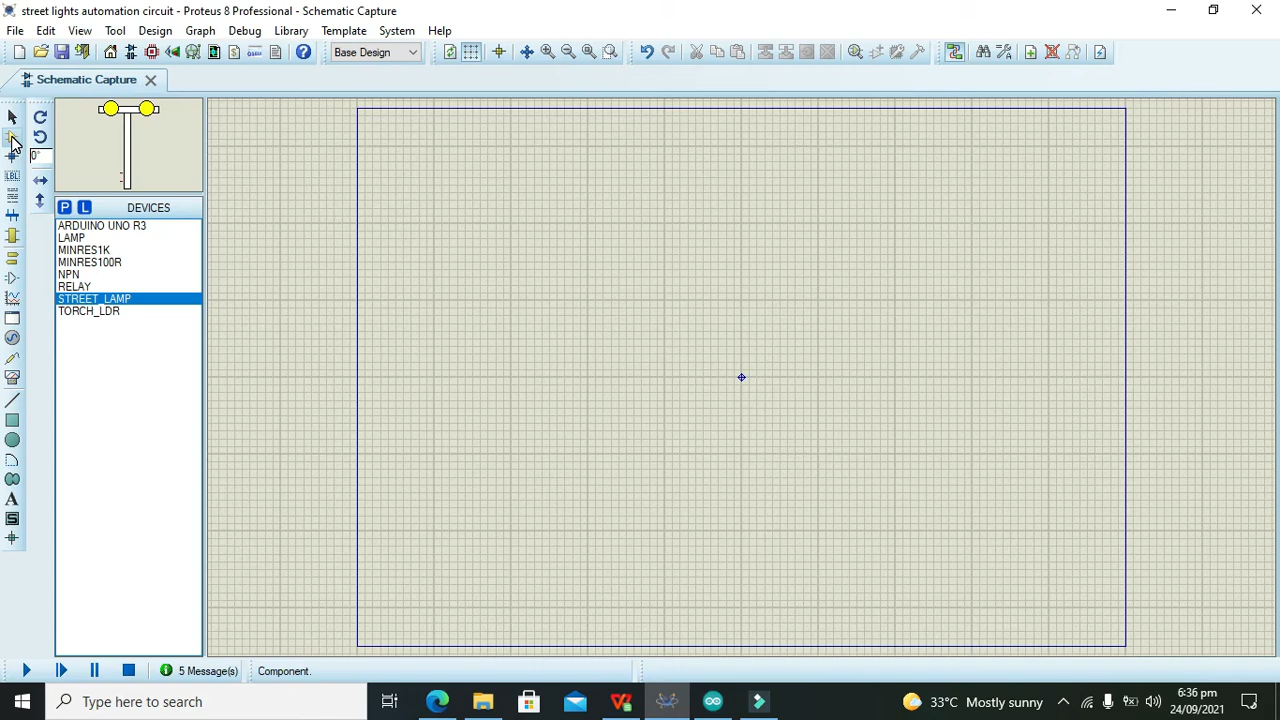 street lights automation circuit - Proteus 8 Professional - Schematic Capture
File Edit View Tool Design Graph Debug Library Template System Help
Base Design
Schematic Capture
0°
LBL
P L DEVICES
ARDUINO UNO R3
LAMP
MINRES1K
MINRES100R
NPN
RELAY
STREET_LAMP
TORCH_LDR
A
S
5 Message(s) Component.
Type here to search
33°C Mostly sunny
6:36 pm
24/09/2021